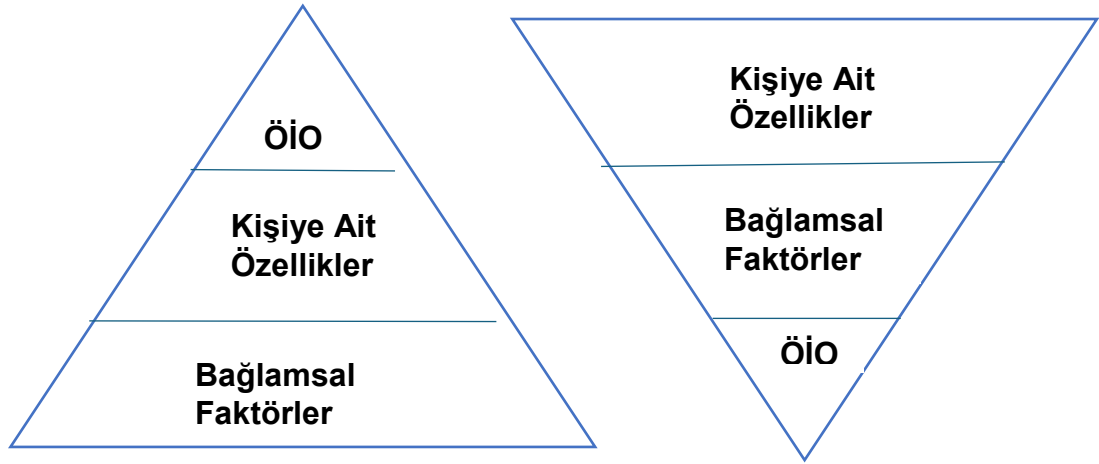 ÖİO
Kişiye Ait
Özellikler
Bağlamsal
Faktörler
Kişiye Ait
Özellikler
Bağlamsal
Faktörler
ÖİO